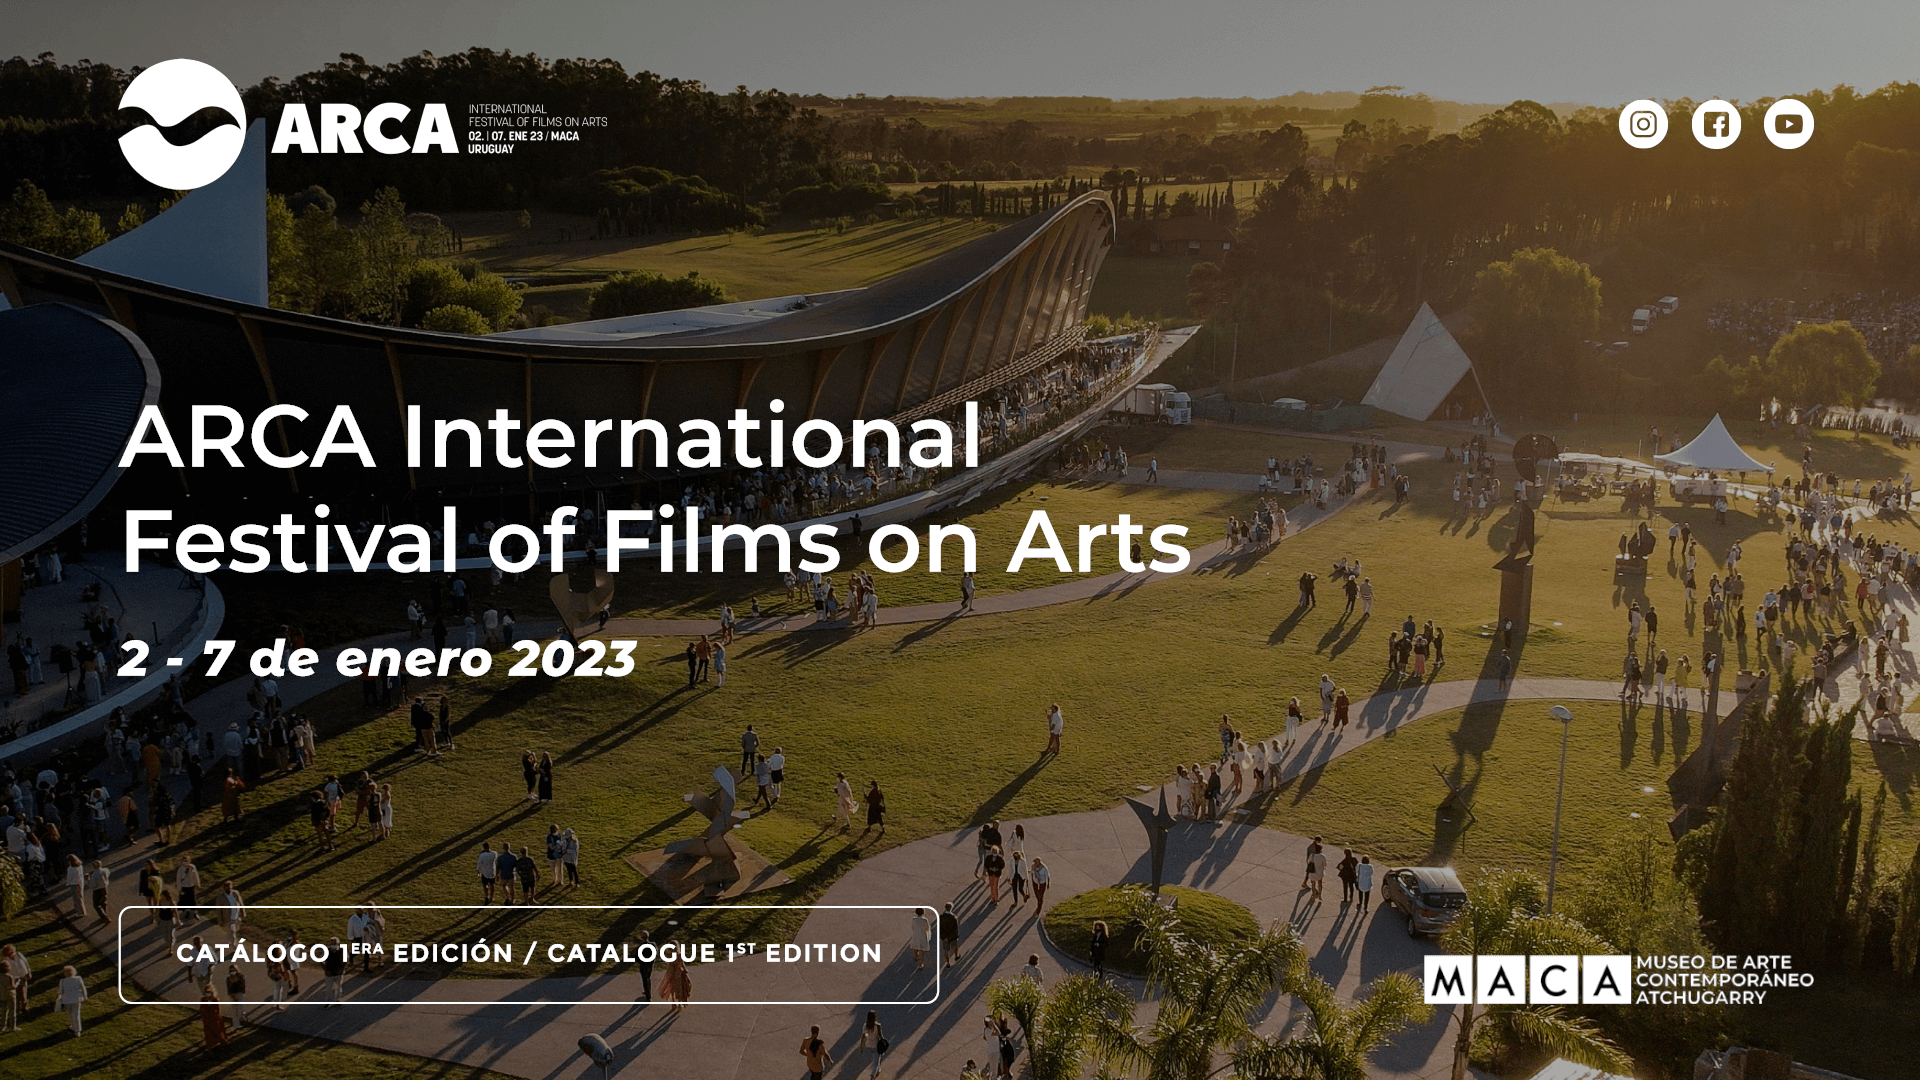 ARCA
INTERNATIONAL
FESTIVAL OF FILMS ON ARTS
02. | 07. ENE 23 / MACA
URUGUAY
ARCA International
Festival of Films on Arts
2 - 7 de enero 2023
CATÁLOGO 1ERA EDICIÓN / CATALOGUE 1ST EDITION
MACA
MUSEO DE ARTE
CONTEMPORÁNEO
ATCHUGARRY